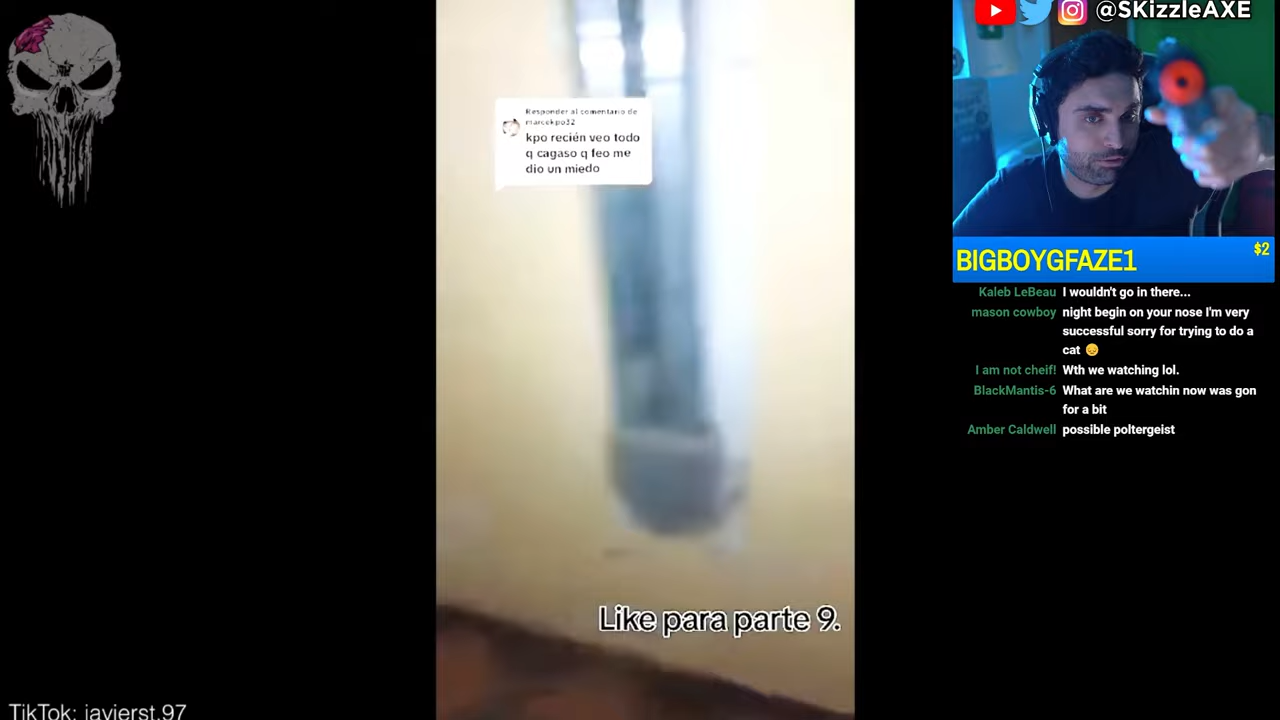 @SKizzleAXE
Responder al comentario de
marcokpo32
kpo recién veo todo
q cagaso q feo me
dio un miedo
Like para parte 9.
BIGBOYGFAZE1
$2
Kaleb LeBeau I wouldn't go in there...
mason cowboy night begin on your nose I'm very
successful sorry for trying to do a
cat 😞
I am not cheif! Wth we watching lol.
BlackMantis-6 What are we watchin now was gon
for a bit
Amber Caldwell possible poltergeist
TikTok: javierst.97